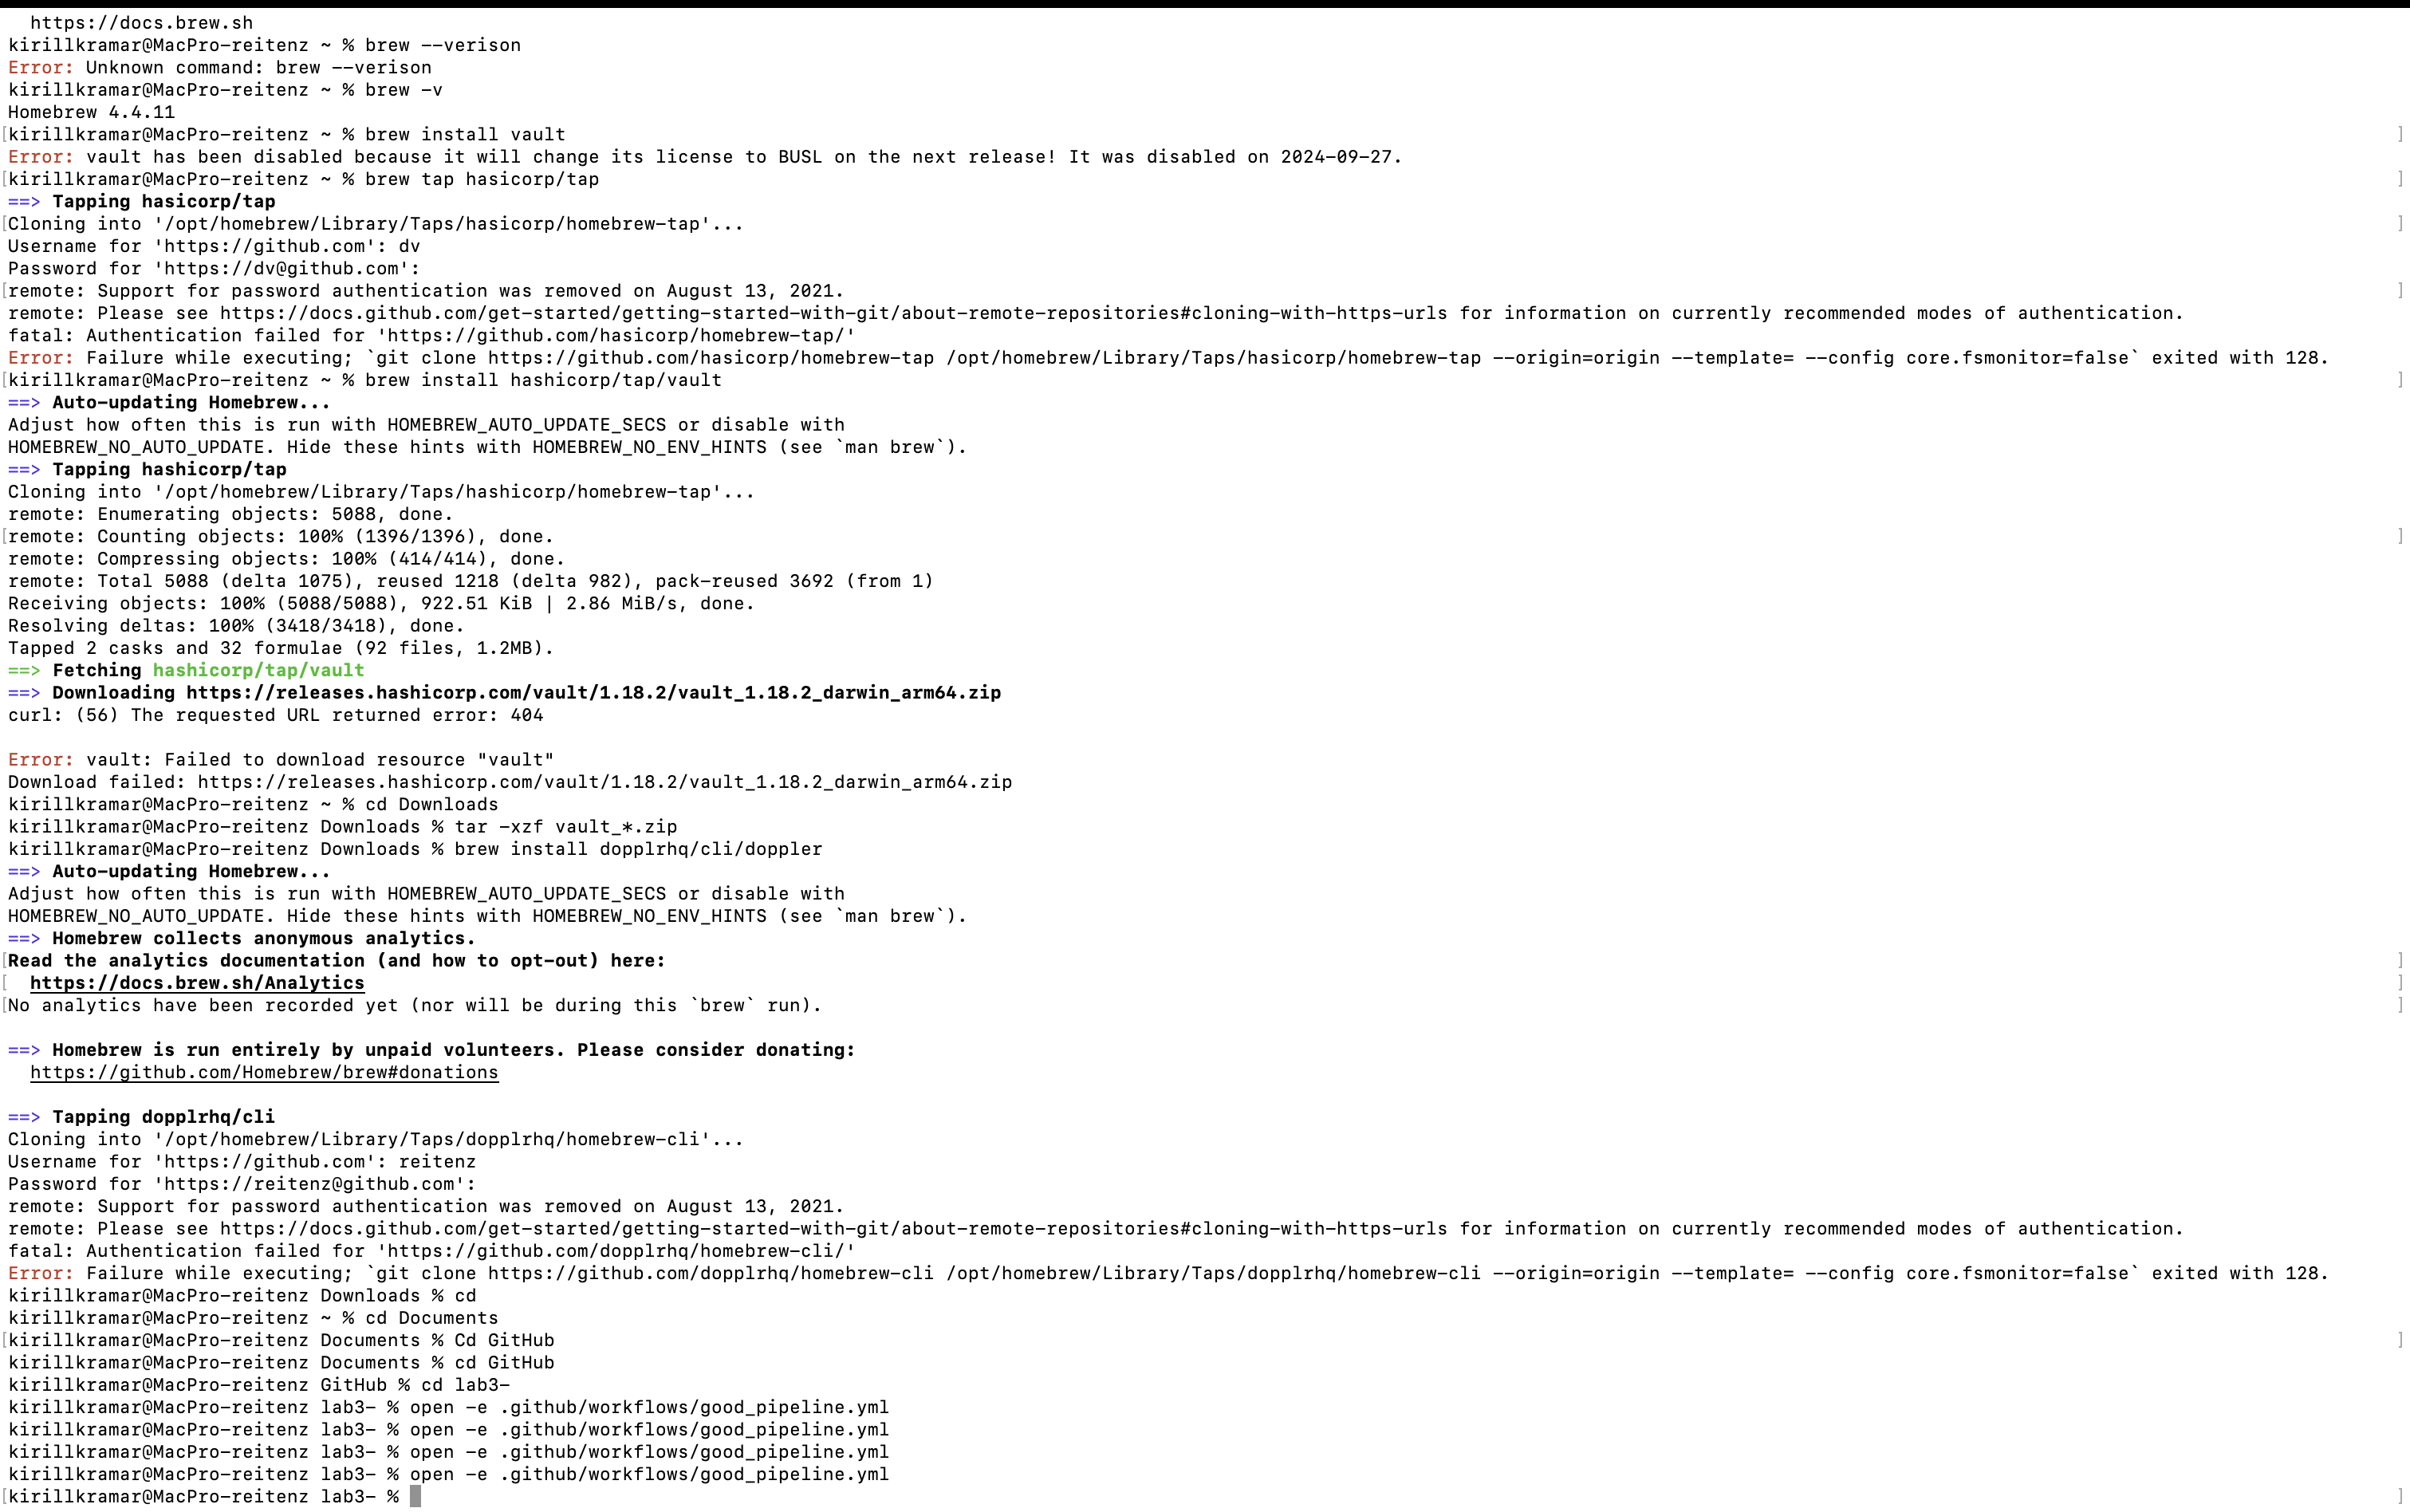 https://docs.brew.sh
kirillkramar@MacPro-reitenz ~ % brew --verison
Error: Unknown command: brew --verison
kirillkramar@MacPro-reitenz ~ % brew -v
Homebrew 4.4.11
[kirillkramar@MacPro-reitenz ~ % brew install vault ]
Error: vault has been disabled because it will change its license to BUSL on the next release! It was disabled on 2024-09-27.
[kirillkramar@MacPro-reitenz ~ % brew tap hasicorp/tap ]
==> Tapping hasicorp/tap
[Cloning into '/opt/homebrew/Library/Taps/hasicorp/homebrew-tap'... ]
Username for 'https://github.com': dv
Password for 'https://dv@github.com':
[remote: Support for password authentication was removed on August 13, 2021. ]
remote: Please see https://docs.github.com/get-started/getting-started-with-git/about-remote-repositories#cloning-with-https-urls for information on currently recommended modes of authentication.
fatal: Authentication failed for 'https://github.com/hasicorp/homebrew-tap/'
Error: Failure while executing; `git clone https://github.com/hasicorp/homebrew-tap /opt/homebrew/Library/Taps/hasicorp/homebrew-tap --origin=origin --template= --config core.fsmonitor=false` exited with 128.
[kirillkramar@MacPro-reitenz ~ % brew install hashicorp/tap/vault ]
==> Auto-updating Homebrew...
Adjust how often this is run with HOMEBREW_AUTO_UPDATE_SECS or disable with
HOMEBREW_NO_AUTO_UPDATE. Hide these hints with HOMEBREW_NO_ENV_HINTS (see `man brew`).
==> Tapping hashicorp/tap
Cloning into '/opt/homebrew/Library/Taps/hashicorp/homebrew-tap'...
remote: Enumerating objects: 5088, done.
[remote: Counting objects: 100% (1396/1396), done. ]
remote: Compressing objects: 100% (414/414), done.
remote: Total 5088 (delta 1075), reused 1218 (delta 982), pack-reused 3692 (from 1)
Receiving objects: 100% (5088/5088), 922.51 KiB | 2.86 MiB/s, done.
Resolving deltas: 100% (3418/3418), done.
Tapped 2 casks and 32 formulae (92 files, 1.2MB).
==> Fetching hashicorp/tap/vault
==> Downloading https://releases.hashicorp.com/vault/1.18.2/vault_1.18.2_darwin_arm64.zip
curl: (56) The requested URL returned error: 404
Error: vault: Failed to download resource "vault"
Download failed: https://releases.hashicorp.com/vault/1.18.2/vault_1.18.2_darwin_arm64.zip
kirillkramar@MacPro-reitenz ~ % cd Downloads
kirillkramar@MacPro-reitenz Downloads % tar -xzf vault_*.zip
kirillkramar@MacPro-reitenz Downloads % brew install dopplrhq/cli/doppler
==> Auto-updating Homebrew...
Adjust how often this is run with HOMEBREW_AUTO_UPDATE_SECS or disable with
HOMEBREW_NO_AUTO_UPDATE. Hide these hints with HOMEBREW_NO_ENV_HINTS (see `man brew`).
==> Homebrew collects anonymous analytics.
[Read the analytics documentation (and how to opt-out) here: ]
[ https://docs.brew.sh/Analytics ]
[No analytics have been recorded yet (nor will be during this `brew` run). ]
==> Homebrew is run entirely by unpaid volunteers. Please consider donating:
https://github.com/Homebrew/brew#donations
==> Tapping dopplrhq/cli
Cloning into '/opt/homebrew/Library/Taps/dopplrhq/homebrew-cli'...
Username for 'https://github.com': reitenz
Password for 'https://reitenz@github.com':
remote: Support for password authentication was removed on August 13, 2021.
remote: Please see https://docs.github.com/get-started/getting-started-with-git/about-remote-repositories#cloning-with-https-urls for information on currently recommended modes of authentication.
fatal: Authentication failed for 'https://github.com/dopplrhq/homebrew-cli/'
Error: Failure while executing; `git clone https://github.com/dopplrhq/homebrew-cli /opt/homebrew/Library/Taps/dopplrhq/homebrew-cli --origin=origin --template= --config core.fsmonitor=false` exited with 128.
kirillkramar@MacPro-reitenz Downloads % cd
kirillkramar@MacPro-reitenz ~ % cd Documents
[kirillkramar@MacPro-reitenz Documents % Cd GitHub ]
kirillkramar@MacPro-reitenz Documents % cd GitHub
kirillkramar@MacPro-reitenz GitHub % cd lab3-
kirillkramar@MacPro-reitenz lab3- % open -e .github/workflows/good_pipeline.yml
kirillkramar@MacPro-reitenz lab3- % open -e .github/workflows/good_pipeline.yml
kirillkramar@MacPro-reitenz lab3- % open -e .github/workflows/good_pipeline.yml
kirillkramar@MacPro-reitenz lab3- % open -e .github/workflows/good_pipeline.yml
[kirillkramar@MacPro-reitenz lab3- % ]